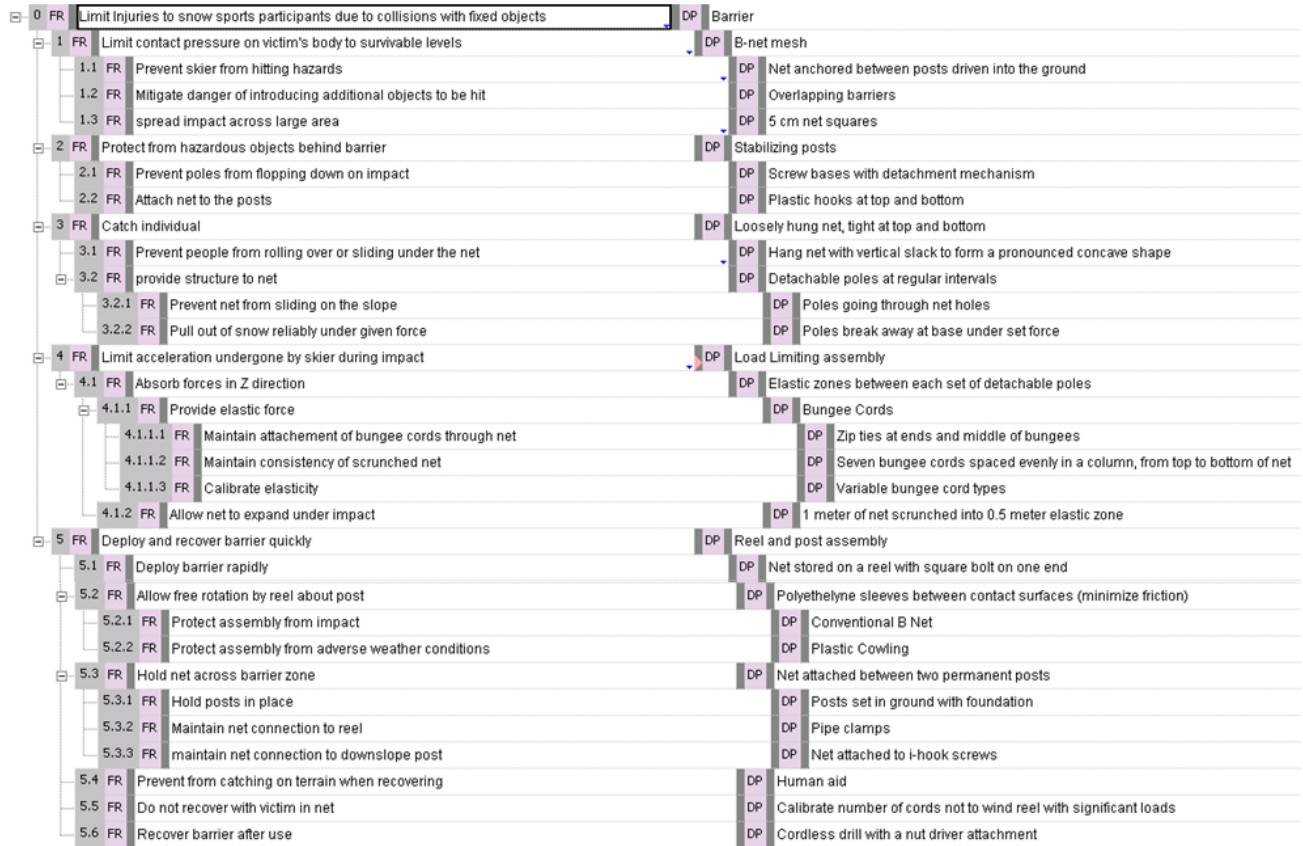 0 FR Limit Injuries to snow sports participants due to collisions with fixed objects DP Barrier
1 FR Limit contact pressure on victim's body to survivable levels DP B-net mesh
1.1 FR Prevent skier from hitting hazards DP Net anchored between posts driven into the ground
1.2 FR Mitigate danger of introducing additional objects to be hit DP Overlapping barriers
1.3 FR spread impact across large area DP 5 cm net squares
2 FR Protect from hazardous objects behind barrier DP Stabilizing posts
2.1 FR Prevent poles from flopping down on impact DP Screw bases with detachment mechanism
2.2 FR Attach net to the posts DP Plastic hooks at top and bottom
3 FR Catch individual DP Loosely hung net, tight at top and bottom
3.1 FR Prevent people from rolling over or sliding under the net DP Hang net with vertical slack to form a pronounced concave shape
3.2 FR provide structure to net DP Detachable poles at regular intervals
3.2.1 FR Prevent net from sliding on the slope DP Poles going through net holes
3.2.2 FR Pull out of snow reliably under given force DP Poles break away at base under set force
4 FR Limit acceleration undergone by skier during impact DP Load Limiting assembly
4.1 FR Absorb forces in Z direction DP Elastic zones between each set of detachable poles
4.1.1 FR Provide elastic force DP Bungee Cords
4.1.1.1 FR Maintain attachement of bungee cords through net DP Zip ties at ends and middle of bungees
4.1.1.2 FR Maintain consistency of scrunched net DP Seven bungee cords spaced evenly in a column, from top to bottom of net
4.1.1.3 FR Calibrate elasticity DP Variable bungee cord types
4.1.2 FR Allow net to expand under impact DP 1 meter of net scrunched into 0.5 meter elastic zone
5 FR Deploy and recover barrier quickly DP Reel and post assembly
5.1 FR Deploy barrier rapidly DP Net stored on a reel with square bolt on one end
5.2 FR Allow free rotation by reel about post DP Polyethelyne sleeves between contact surfaces (minimize friction)
5.2.1 FR Protect assembly from impact DP Conventional B Net
5.2.2 FR Protect assembly from adverse weather conditions DP Plastic Cowling
5.3 FR Hold net across barrier zone DP Net attached between two permanent posts
5.3.1 FR Hold posts in place DP Posts set in ground with foundation
5.3.2 FR Maintain net connection to reel DP Pipe clamps
5.3.3 FR maintain net connection to downslope post DP Net attached to i-hook screws
5.4 FR Prevent from catching on terrain when recovering DP Human aid
5.5 FR Do not recover with victim in net DP Calibrate number of cords not to wind reel with significant loads
5.6 FR Recover barrier after use DP Cordless drill with a nut driver attachment